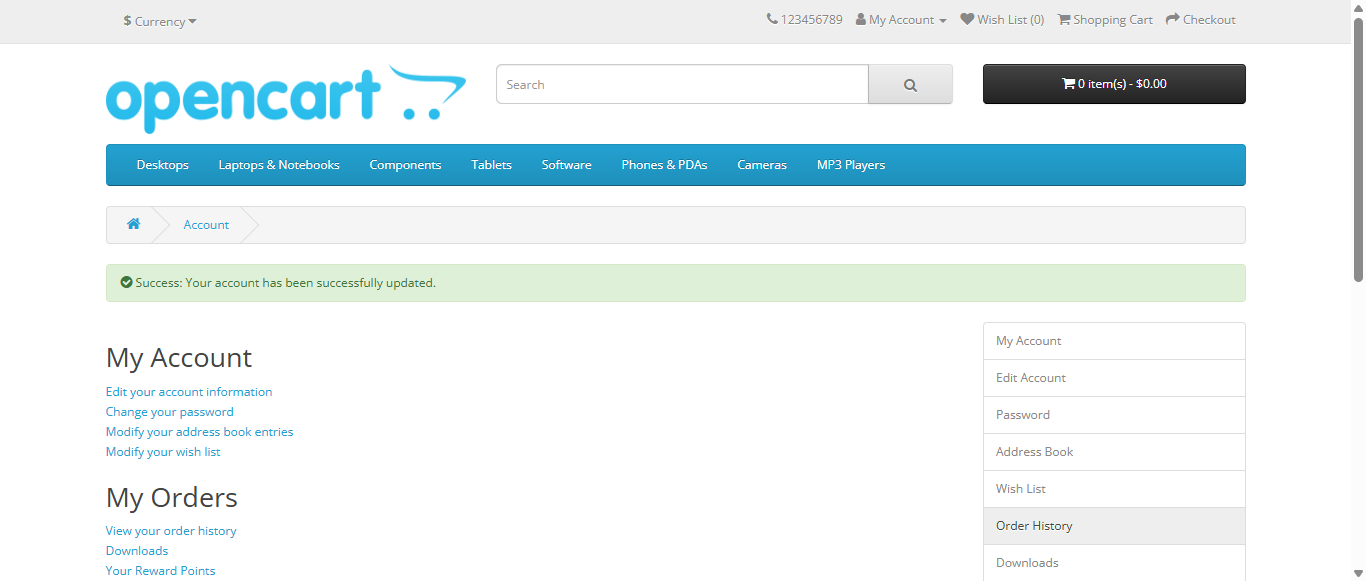 $ Currency
123456789 My Account Wish List (0) Shopping Cart Checkout
opencart
Search
0 item(s) - $0.00
Desktops Laptops & Notebooks Components Tablets Software Phones & PDAs Cameras MP3 Players
Account
Success: Your account has been successfully updated.
My Account
Edit your account information
Change your password
Modify your address book entries
Modify your wish list
My Orders
View your order history
Downloads
Your Reward Points
My Account
Edit Account
Password
Address Book
Wish List
Order History
Downloads